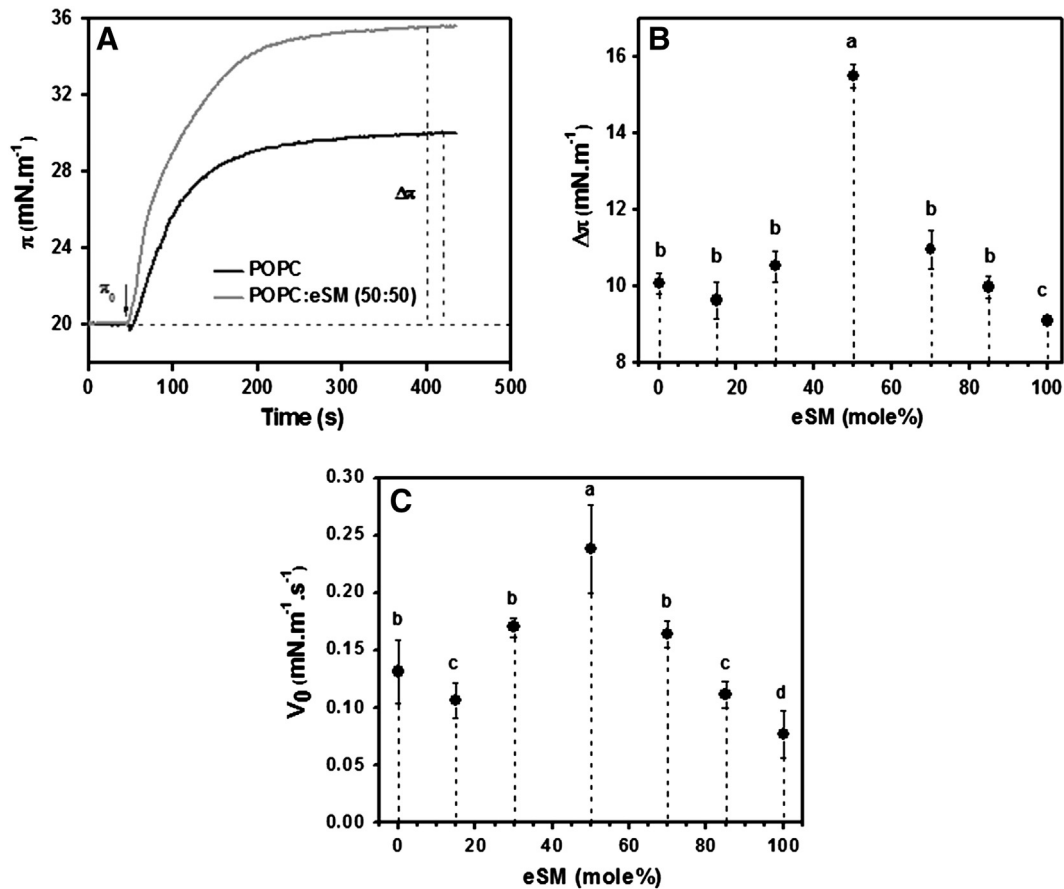 A
π (mN.m⁻¹)
36
32
28
24
20
π₀
Δπ
POPC
POPC:eSM (50:50)
0 100 200 300 400 500
Time (s)
B
Δπ (mN.m⁻¹)
16
14
12
10
8
b b b a b b c
0 20 40 60 80 100
eSM (mole%)
C
V₀ (mN.m⁻¹.s⁻¹)
0.30
0.25
0.20
0.15
0.10
0.05
0.00
b c b a b c d
0 20 40 60 80 100
eSM (mole%)